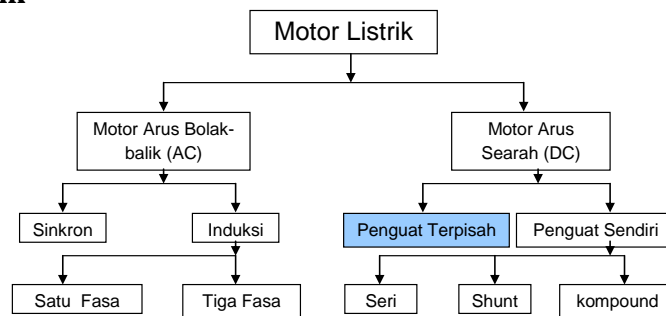 Motor Listrik
Motor Arus Bolak-
balik (AC)
Motor Arus
Searah (DC)
Sinkron
Induksi
Penguat Terpisah
Penguat Sendiri
Satu Fasa
Tiga Fasa
Seri
Shunt
kompound